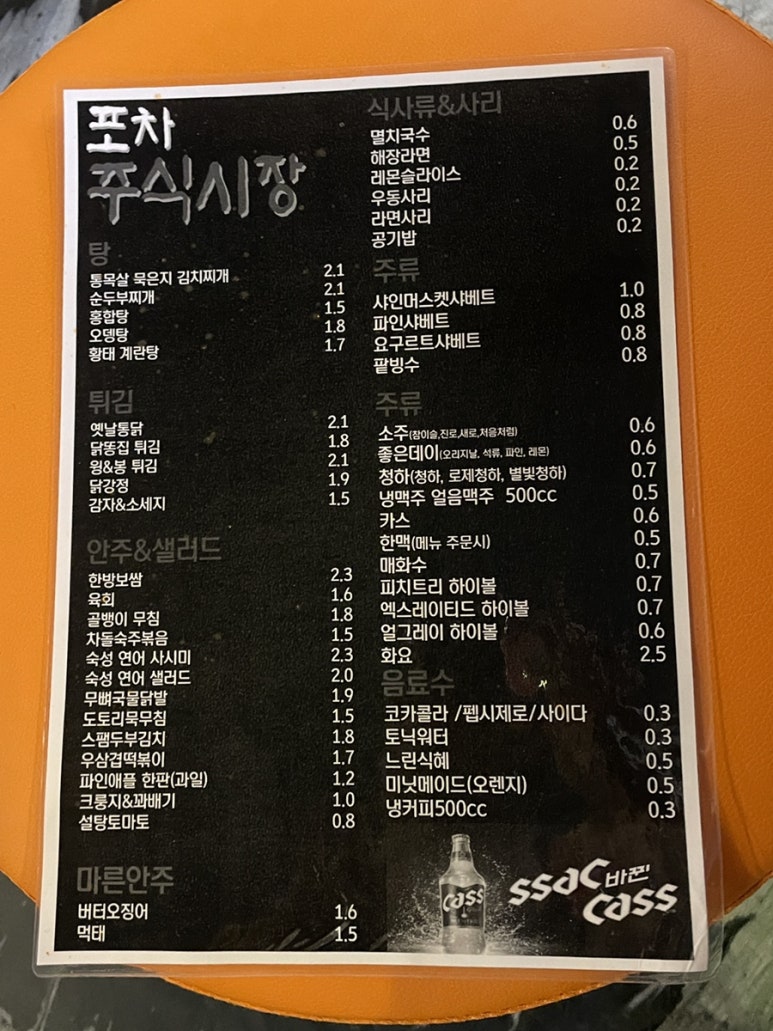 포차
주식시장
탕
통목살 묵은지 김치찌개 2.1
순두부찌개 2.1
홍합탕 1.5
오뎅탕 1.8
황태 계란탕 1.7
튀김
옛날통닭 2.1
닭똥집 튀김 1.8
윙&봉 튀김 2.1
닭강정 1.9
감자&소세지 1.5
안주&샐러드
한방보쌈 2.3
육회 1.6
골뱅이 무침 1.8
차돌숙주볶음 1.5
숙성 연어 사시미 2.3
숙성 연어 샐러드 2.0
무뼈국물닭발 1.9
도토리묵무침 1.5
스팸두부김치 1.8
우삼겹떡볶이 1.7
파인애플 한판(과일) 1.2
크룽지&꽈배기 1.0
설탕토마토 0.8
마른안주
버터오징어 1.6
먹태 1.5
식사류&사리
멸치국수 0.6
해장라면 0.5
레몬슬라이스 0.2
우동사리 0.2
라면사리 0.2
공기밥 0.2
주류
샤인머스켓샤베트 1.0
파인샤베트 0.8
요구르트샤베트 0.8
팥빙수 0.8
주류
소주(참이슬,진로,새로,처음처럼) 0.6
좋은데이(오리지날, 석류, 파인, 레몬) 0.6
청하(청하, 로제청하, 별빛청하) 0.7
냉맥주 얼음맥주 500cc 0.5
카스 0.6
한맥(메뉴 주문시) 0.5
매화수 0.7
피치트리 하이볼 0.7
엑스레이티드 하이볼 0.7
얼그레이 하이볼 0.6
화요 2.5
음료수
코카콜라 /펩시제로/사이다 0.3
토닉워터 0.3
느린식혜 0.5
미닛메이드(오렌지) 0.5
냉커피500cc 0.3
Cass
ssac 바꾼
cass